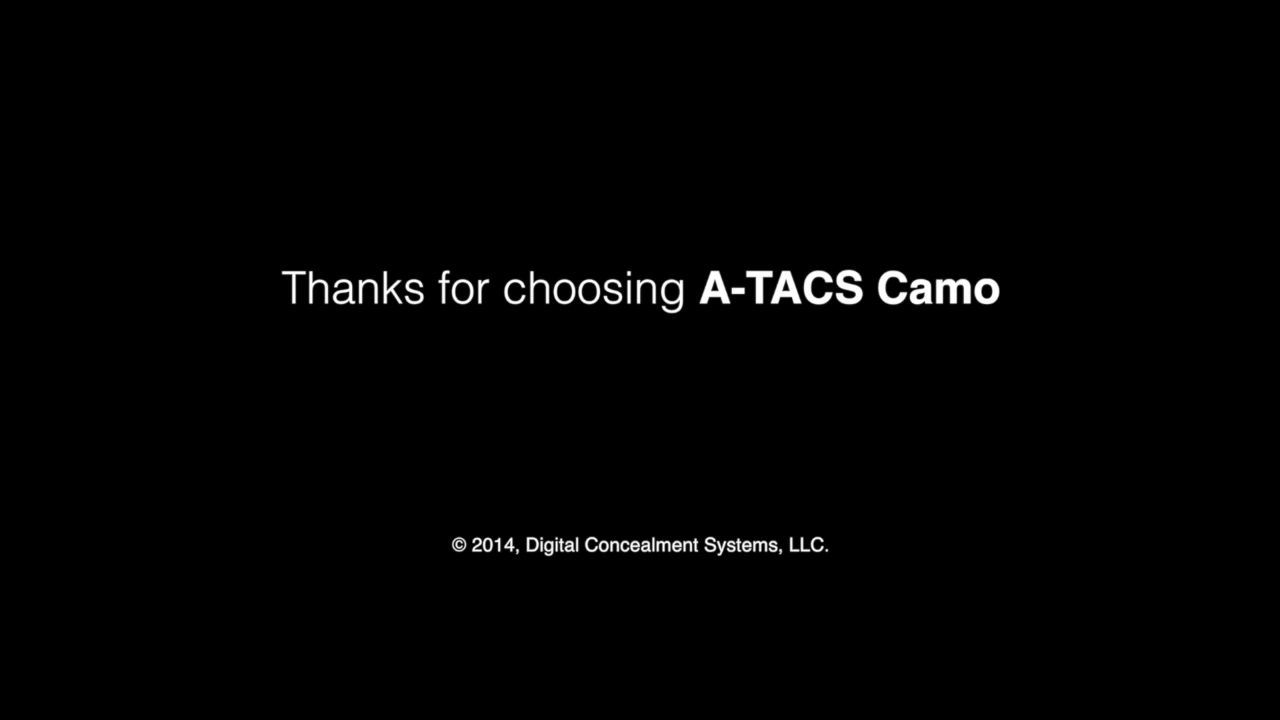 Thanks for choosing A-TACS Camo
© 2014, Digital Concealment Systems, LLC.